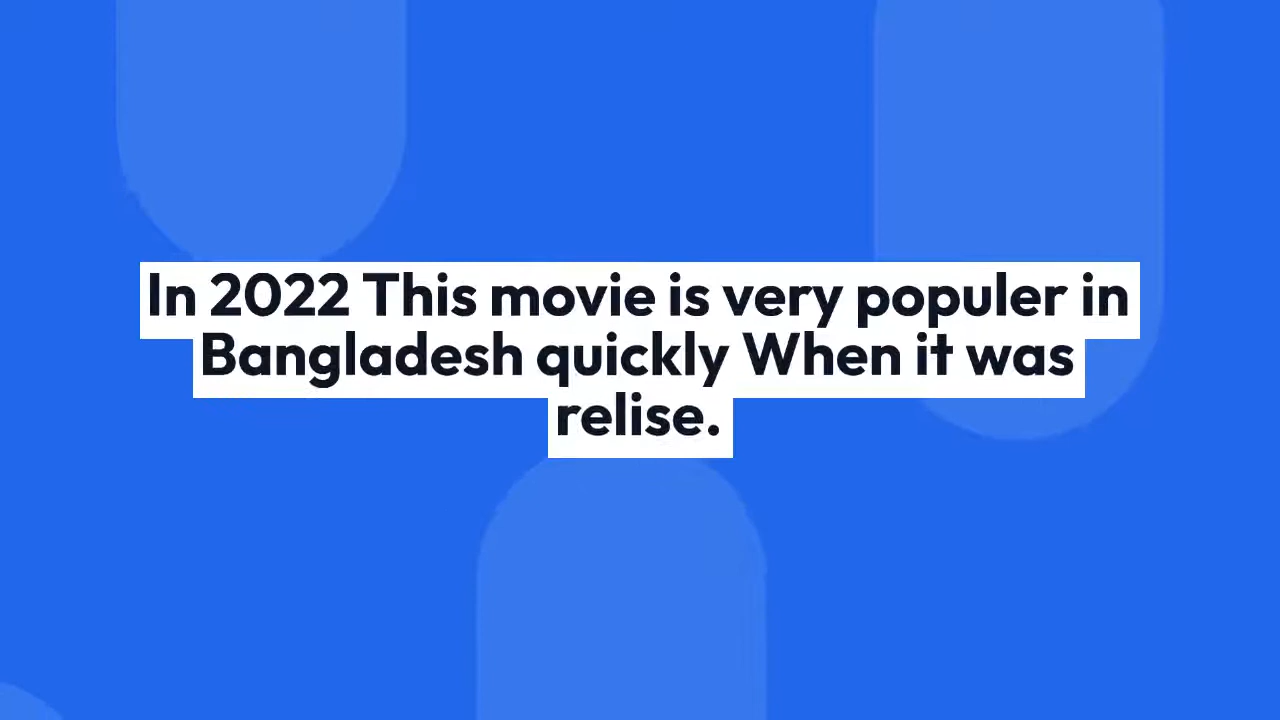 In 2022 This movie is very populer in
Bangladesh quickly When it was
relise.